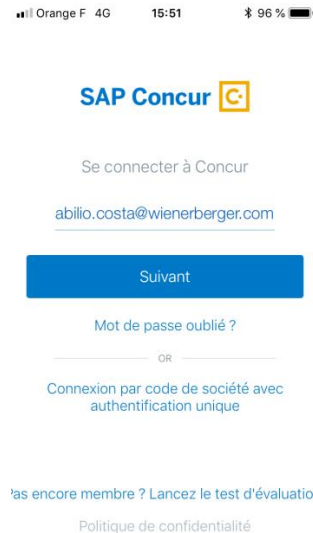 Orange F 4G 15:51 96 %
SAP Concur C
Se connecter à Concur
abilio.costa@wienerberger.com
Suivant
Mot de passe oublié ?
OR
Connexion par code de société avec
authentification unique
Pas encore membre ? Lancez le test d'évaluatio
Politique de confidentialité